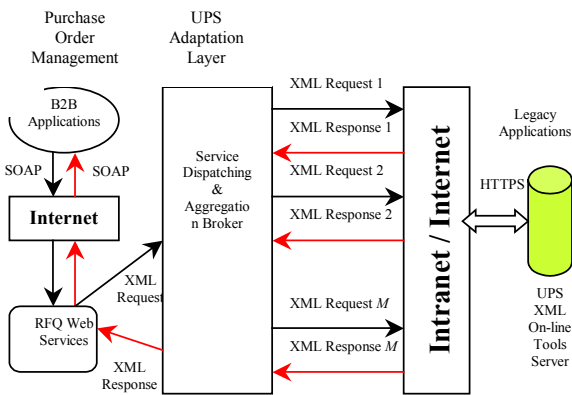 Purchase
Order
Management
UPS
Adaptation
Layer
B2B
Applications
SOAP
SOAP
Internet
XML
Request
RFQ Web
Services
XML
Response
Service
Dispatching
&
Aggregatio
n Broker
XML Request 1
XML Response 1
XML Request 2
XML Response 2
XML Request M
XML Response M
Intranet / Internet
Legacy
Applications
HTTPS
UPS
XML
On-line
Tools
Server